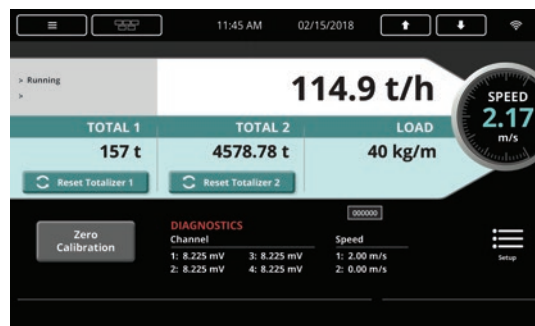 11:45 AM 02/15/2018
> Running
>
114.9 t/h
SPEED
2.17
m/s
TOTAL 1 TOTAL 2 LOAD
157 t 4578.78 t 40 kg/m
Reset Totalizer 1 Reset Totalizer 2
000000
Zero
Calibration
DIAGNOSTICS
Channel Speed
1: 8.225 mV 3: 8.225 mV 1: 2.00 m/s
2: 8.225 mV 4: 8.225 mV 2: 0.00 m/s
Setup